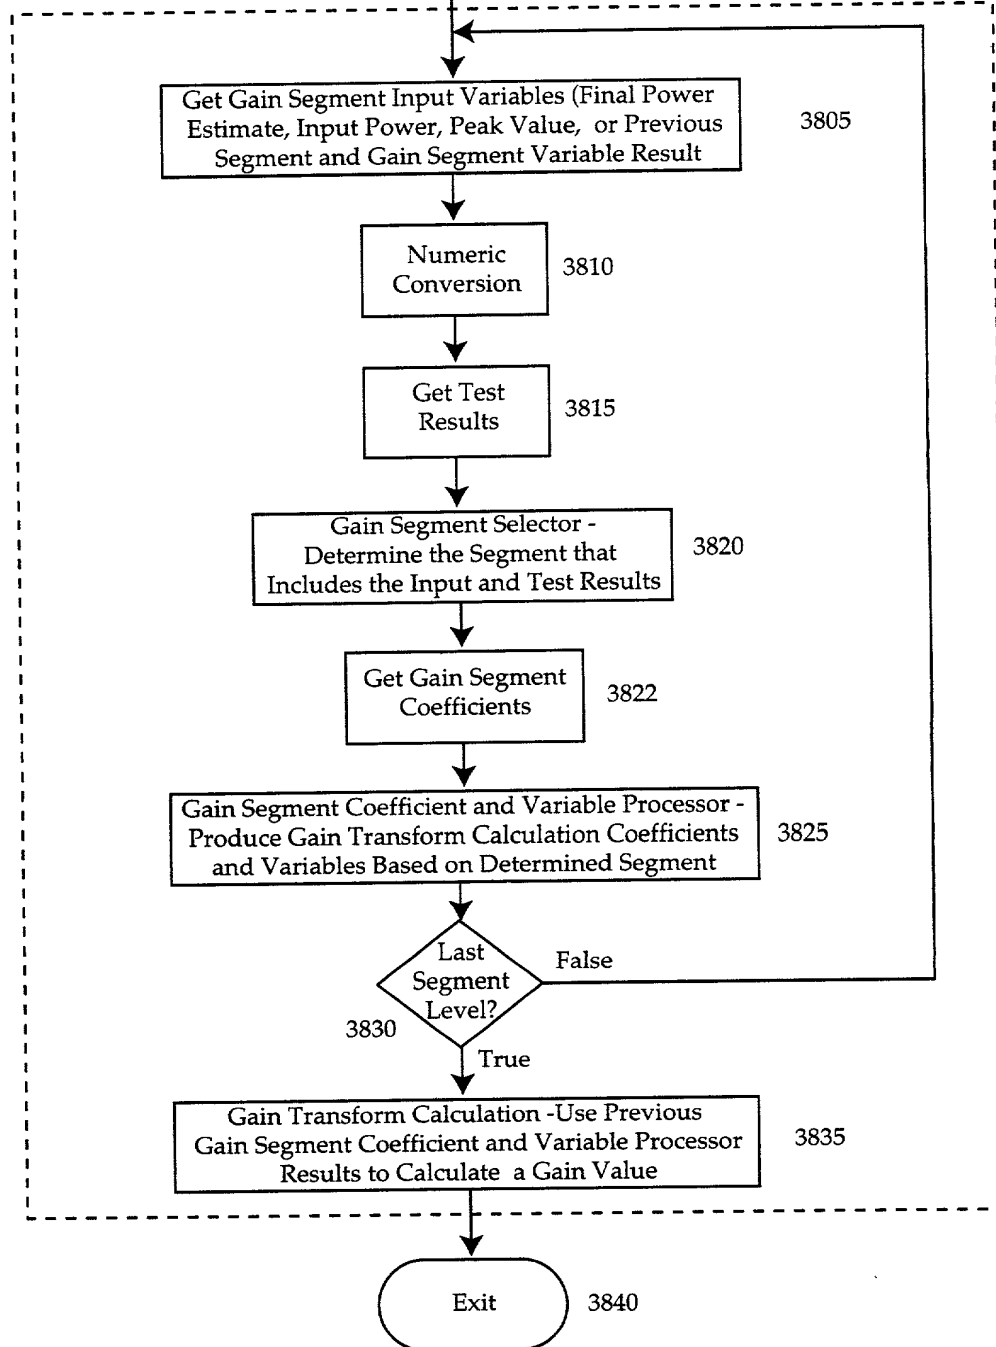 Get Gain Segment Input Variables (Final Power
Estimate, Input Power, Peak Value, or Previous
Segment and Gain Segment Variable Result
3805
Numeric
Conversion
3810
Get Test
Results
3815
Gain Segment Selector -
Determine the Segment that
Includes the Input and Test Results
3820
Get Gain Segment
Coefficients
3822
Gain Segment Coefficient and Variable Processor -
Produce Gain Transform Calculation Coefficients
and Variables Based on Determined Segment
3825
Last
Segment
Level?
False
3830
True
Gain Transform Calculation -Use Previous
Gain Segment Coefficient and Variable Processor
Results to Calculate a Gain Value
3835
Exit
3840